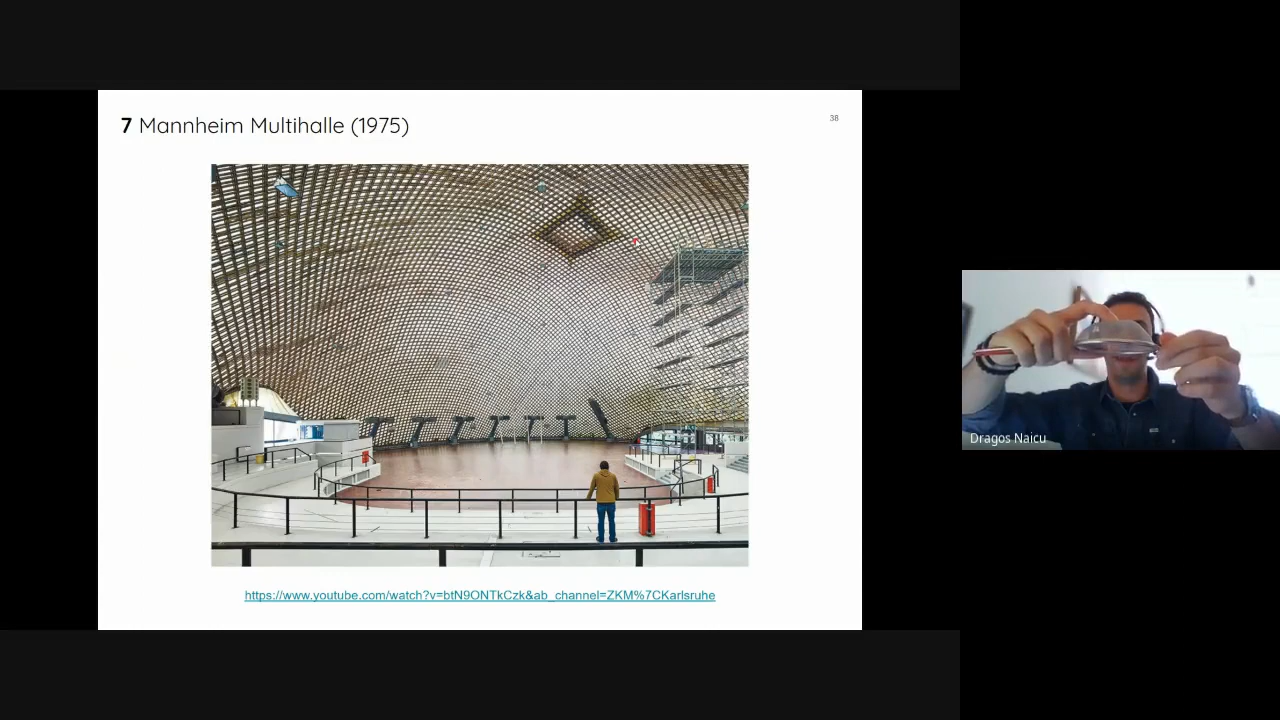 7 Mannheim Multihalle (1975)
38
https://www.youtube.com/watch?v=btN9ONTkCzk&ab_channel=ZKM%7CKarlsruhe
Dragos Naicu